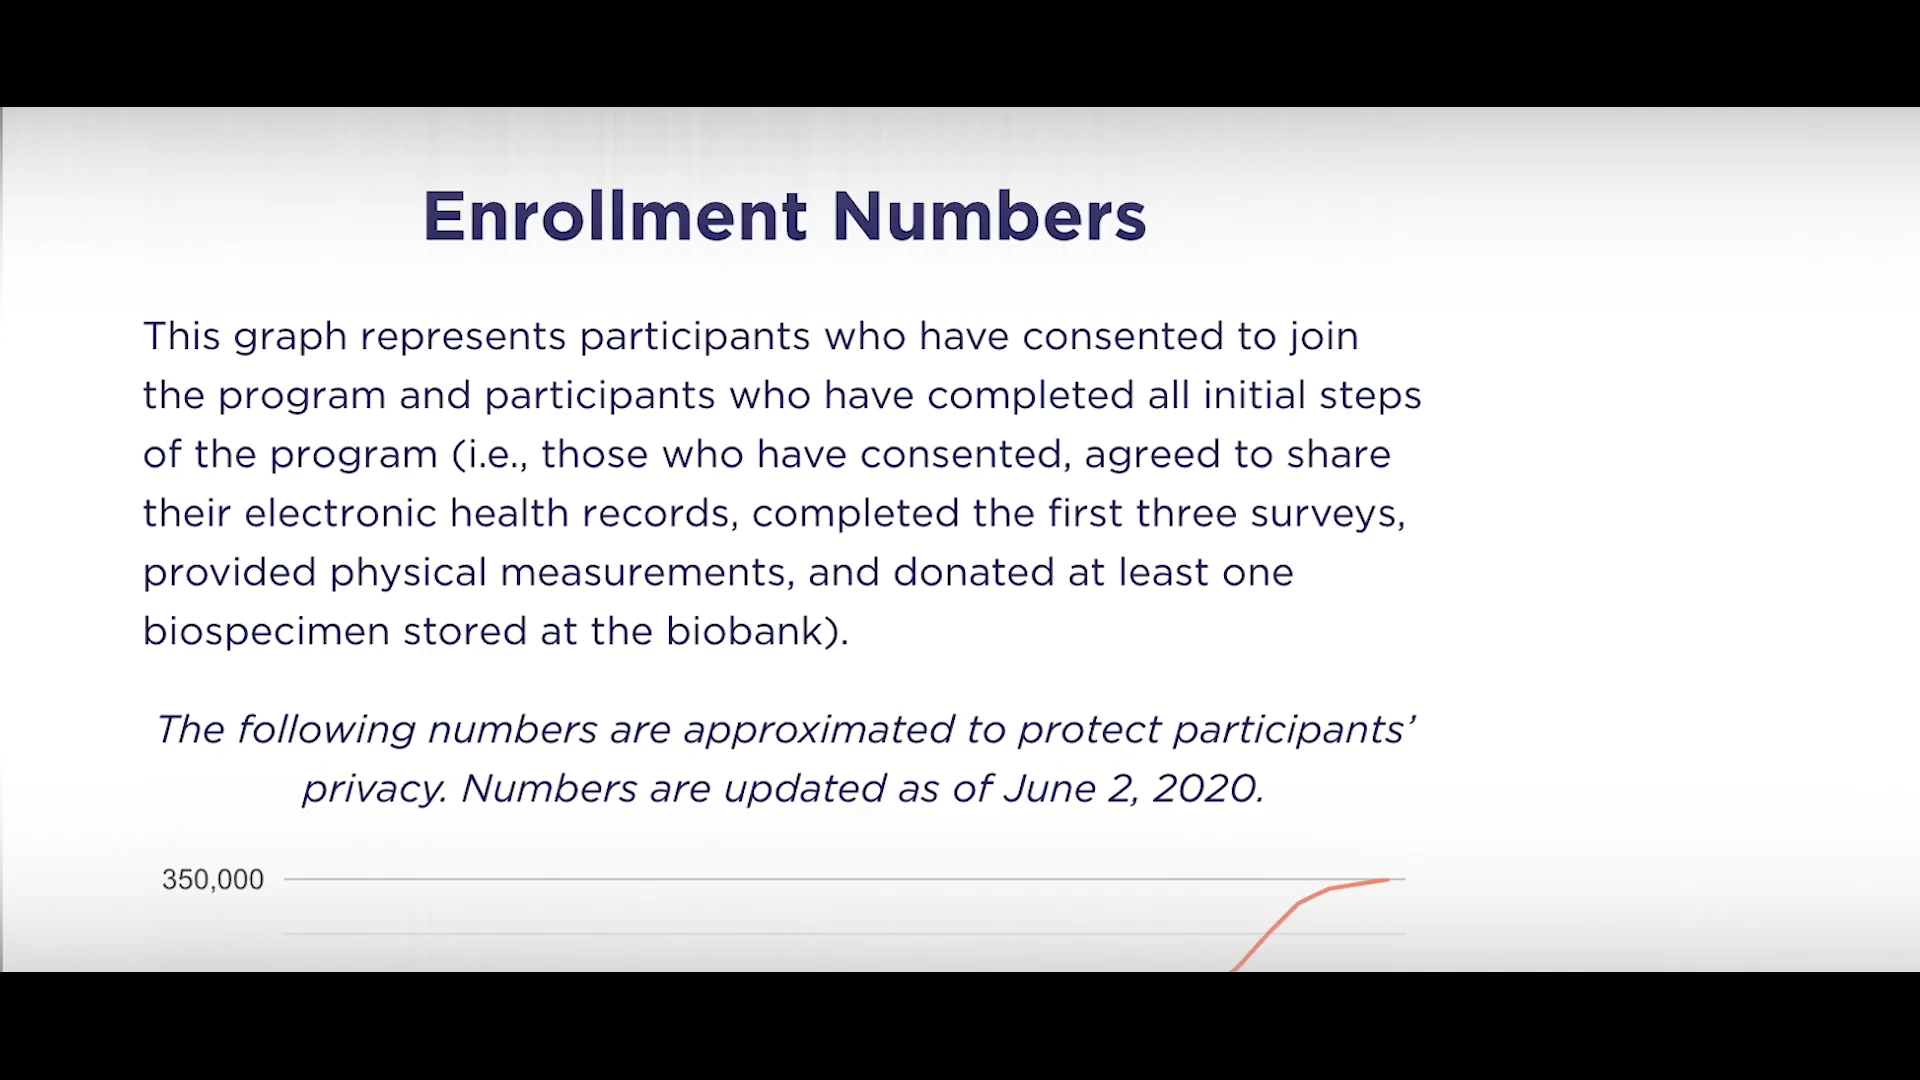 Enrollment Numbers
This graph represents participants who have consented to join
the program and participants who have completed all initial steps
of the program (i.e., those who have consented, agreed to share
their electronic health records, completed the first three surveys,
provided physical measurements, and donated at least one
biospecimen stored at the biobank).
The following numbers are approximated to protect participants’
privacy. Numbers are updated as of June 2, 2020.
350,000